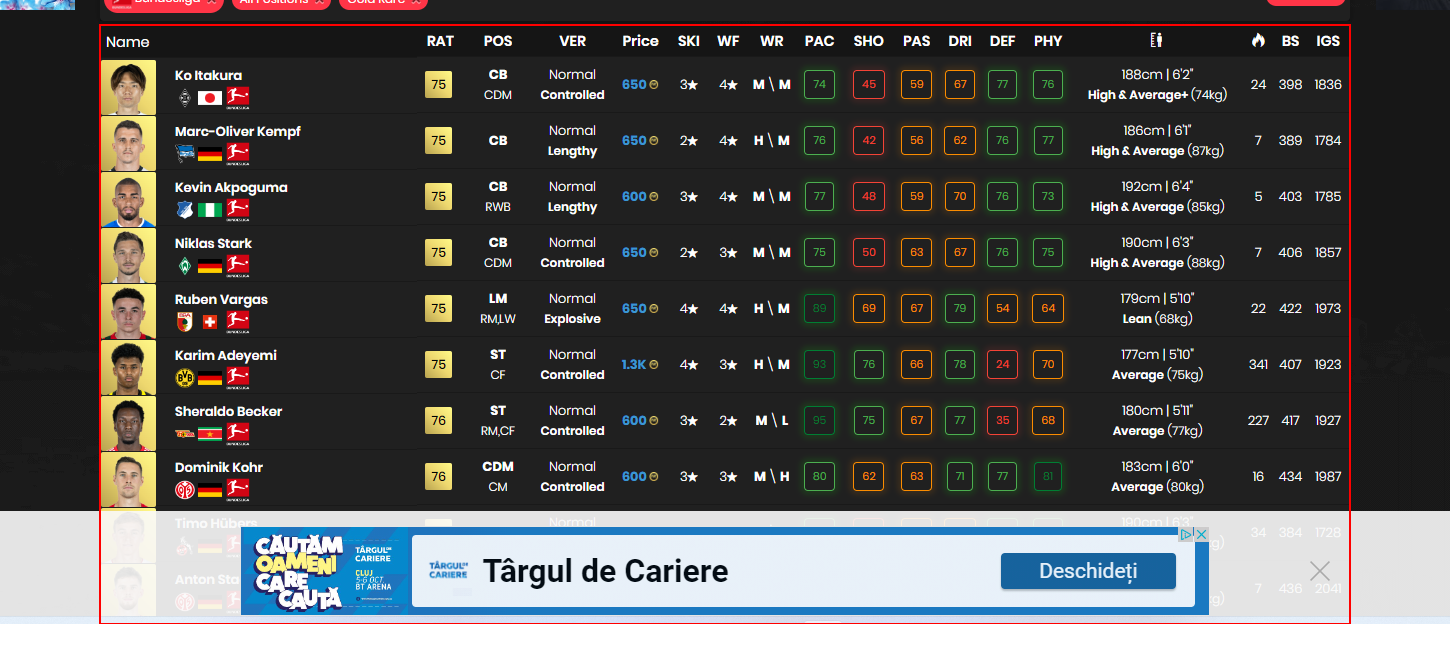 Bundesliga All Positions Gold Rare
Name RAT POS VER Price SKI WF WR PAC SHO PAS DRI DEF PHY BS IGS
Ko Itakura 75 CB CDM Normal Controlled 650 3★ 4★ M \ M 74 45 59 67 77 76 188cm | 6'2" High & Average+ (74kg) 24 398 1836
Marc-Oliver Kempf 75 CB Normal Lengthy 650 2★ 4★ H \ M 76 42 56 62 76 77 186cm | 6'1" High & Average (87kg) 7 389 1784
Kevin Akpoguma 75 CB RWB Normal Lengthy 600 3★ 4★ M \ M 77 48 59 70 76 73 192cm | 6'4" High & Average (85kg) 5 403 1785
Niklas Stark 75 CB CDM Normal Controlled 650 2★ 3★ M \ M 75 50 63 67 76 75 190cm | 6'3" High & Average (88kg) 7 406 1857
Ruben Vargas 75 LM RM,LW Normal Explosive 650 4★ 4★ H \ M 89 69 67 79 54 64 179cm | 5'10" Lean (68kg) 22 422 1973
Karim Adeyemi 75 ST CF Normal Controlled 1.3K 4★ 3★ H \ M 93 76 66 78 24 70 177cm | 5'10" Average (75kg) 341 407 1923
Sheraldo Becker 76 ST RM,CF Normal Controlled 600 3★ 2★ M \ L 95 75 67 77 35 68 180cm | 5'11" Average (77kg) 227 417 1927
Dominik Kohr 76 CDM CM Normal Controlled 600 3★ 3★ M \ H 80 62 63 71 77 81 183cm | 6'0" Average (80kg) 16 434 1987
Timo Hübers Normal 190cm | 6'3" 34 384 1728
Anton Sta 7 436 2041
CĂUTĂM
OAMENI
CARE
CAUTĂ
TÂRGUL DE
CARIERE
CLUJ
5-6 OCT
BT ARENA
TÂRGUL DE
CARIERE
Târgul de Cariere
Deschideți